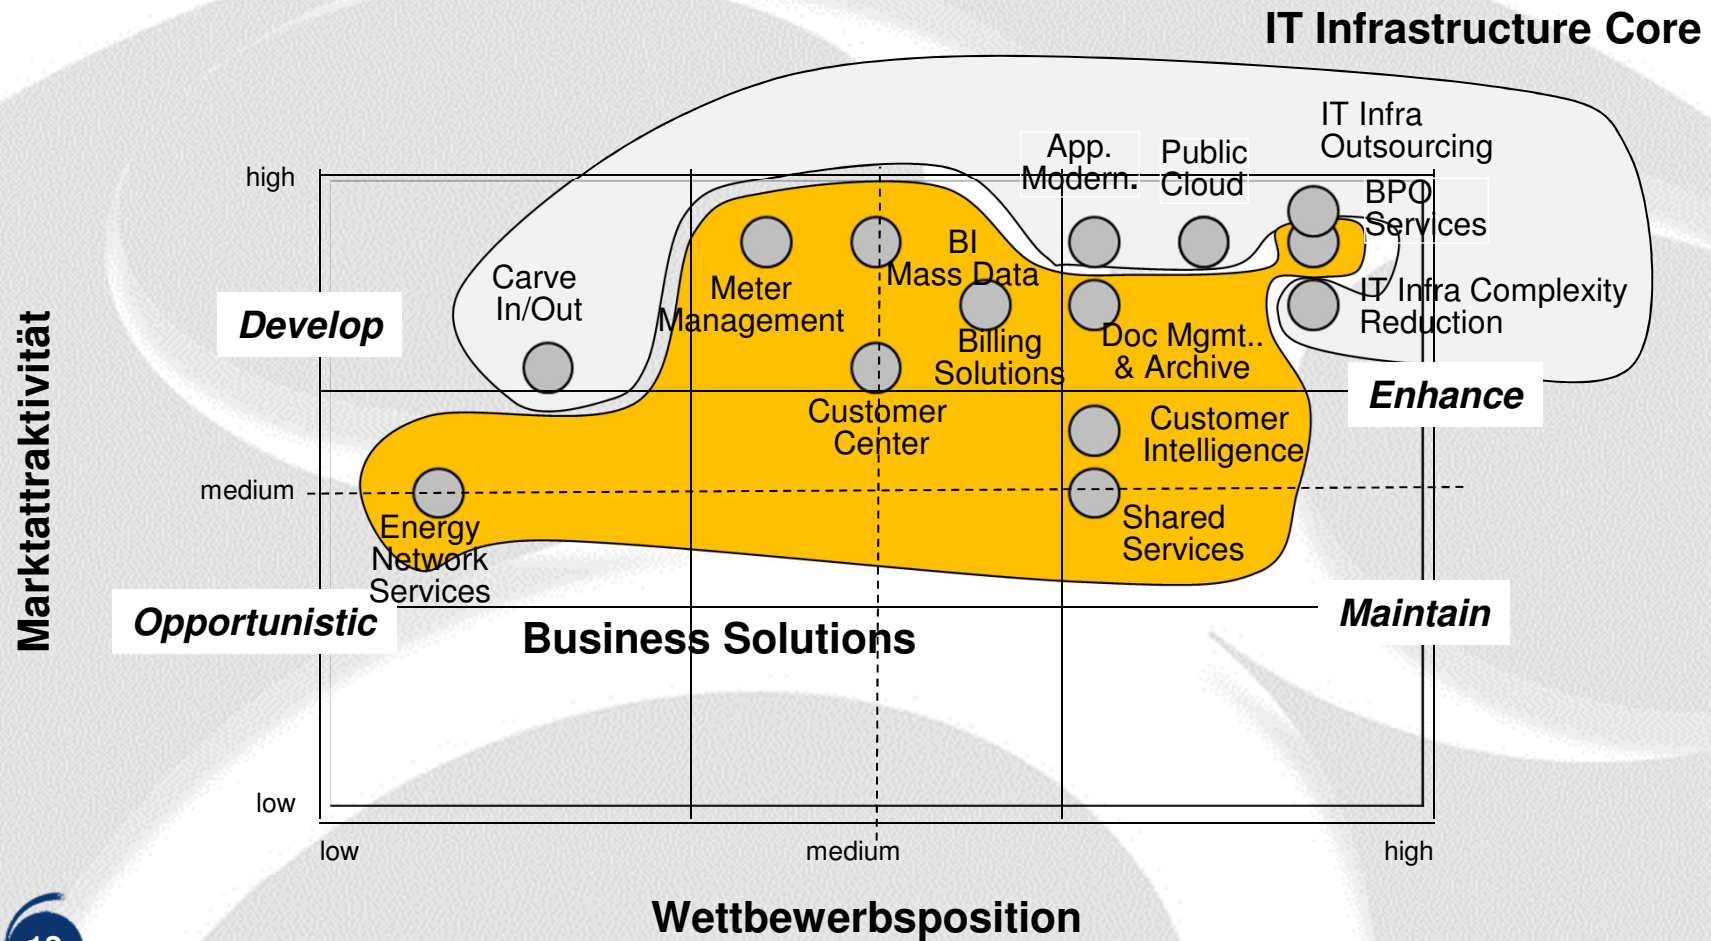 IT Infrastructure Core
IT Infra
Outsourcing
App.
Modern.
Public
Cloud
high
BPO
Services
BI
Mass Data
Carve
In/Out
Meter
Management
IT Infra Complexity
Reduction
Develop
Billing
Solutions
Doc Mgmt..
& Archive
Enhance
Customer
Center
Customer
Intelligence
Marktattraktivität
medium
Energy
Network
Services
Shared
Services
Opportunistic
Maintain
Business Solutions
low
low
medium
high
Wettbewerbsposition